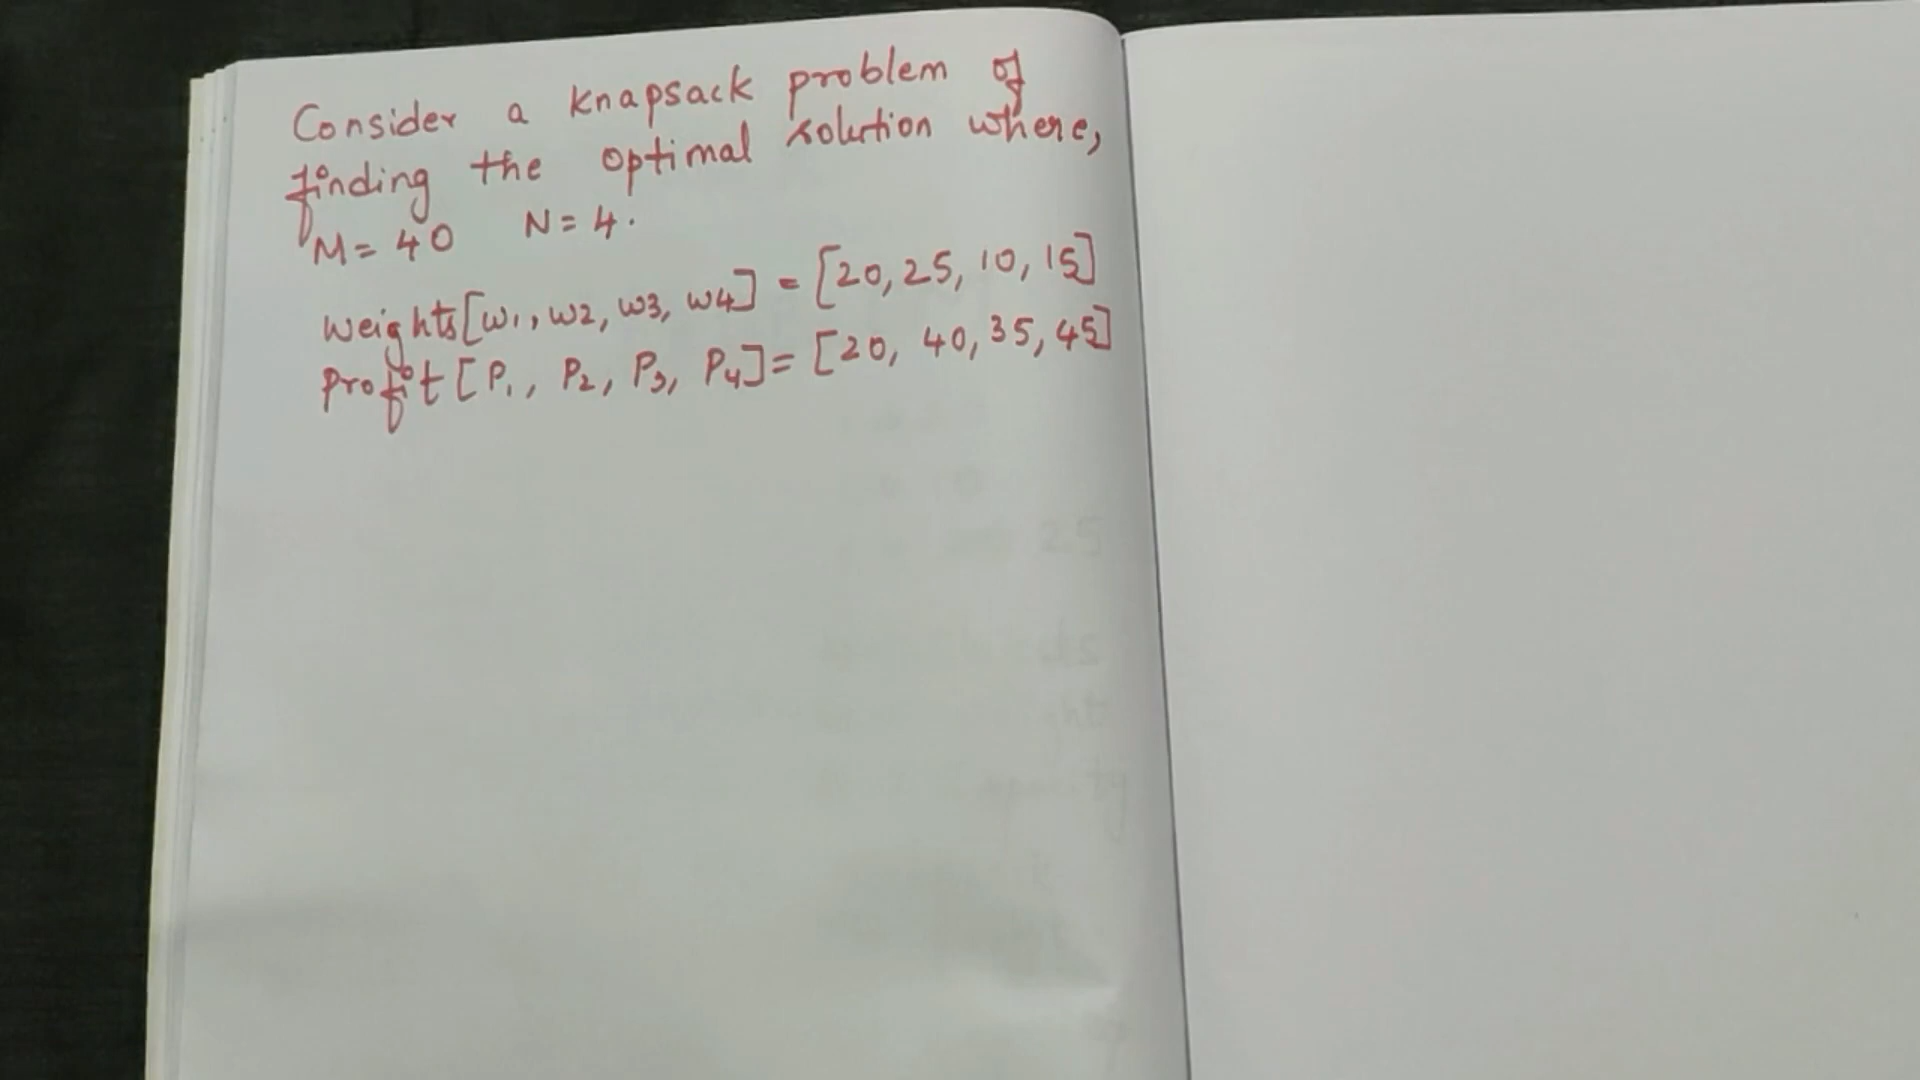 Consider a Knapsack problem of
finding the optimal solution where,
M = 40 N = 4.
Weights[w1, w2, w3, w4] = [20, 25, 10, 15]
Profit [P1, P2, P3, P4] = [20, 40, 35, 45]